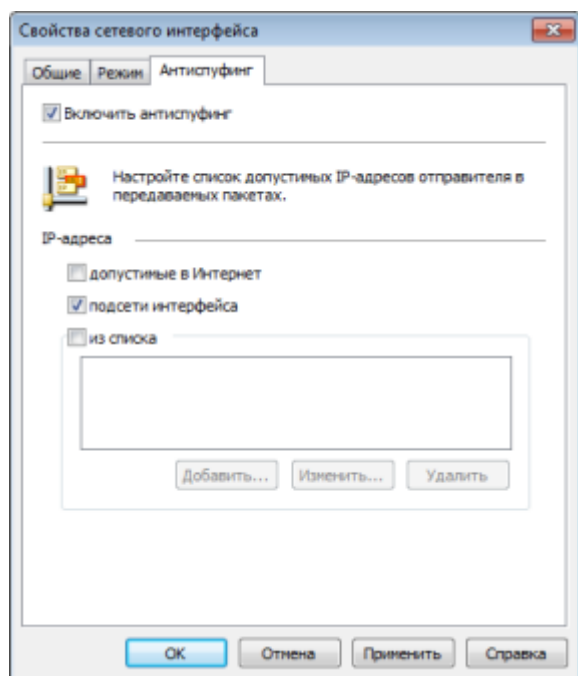 Свойства сетевого интерфейса
Общие Режим Антиспуфинг
Включить антиспуфинг
Настройте список допустимых IP-адресов отправителя в
передаваемых пакетах.
IP-адреса
допустимые в Интернет
подсети интерфейса
из списка
Добавить... Изменить... Удалить
OK Отмена Применить Справка